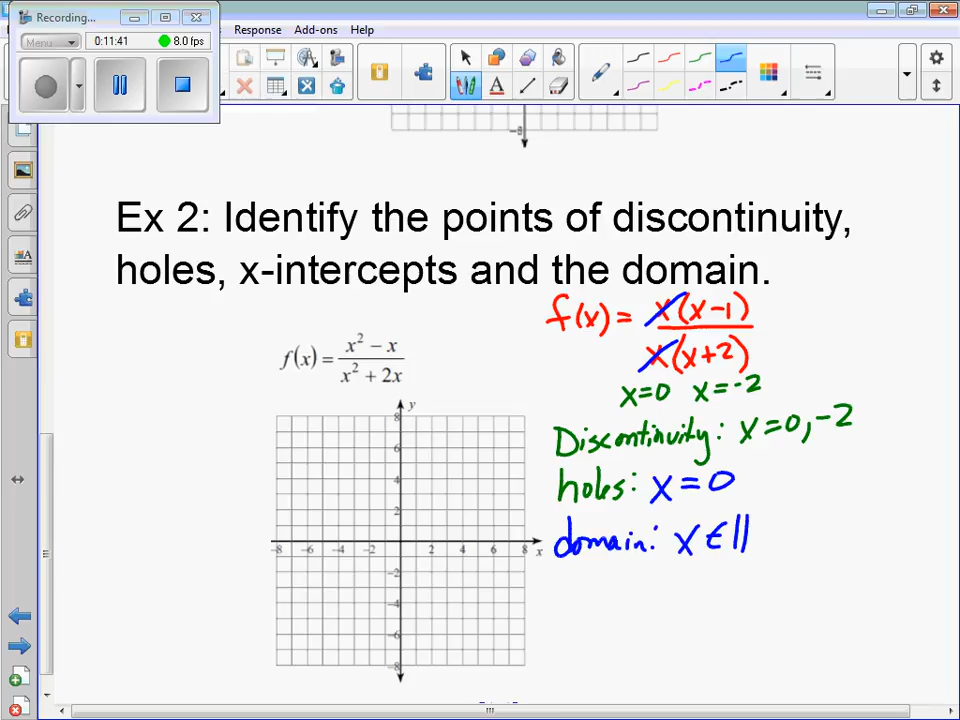 Recording...
Menu
0:11:41
8.0 fps
Response Add-ons Help
-8
Ex 2: Identify the points of discontinuity,
holes, x-intercepts and the domain.
f(x) = x(x-1) / x(x+2)
f(x) = x² − x / x² + 2x
x=0 x=-2
Discontinuity: x=0,-2
holes: x=0
domain: x ∈ ||
y
8
6
4
2
-8 -6 -4 -2 2 4 6 8 x
-2
-4
-6
-8